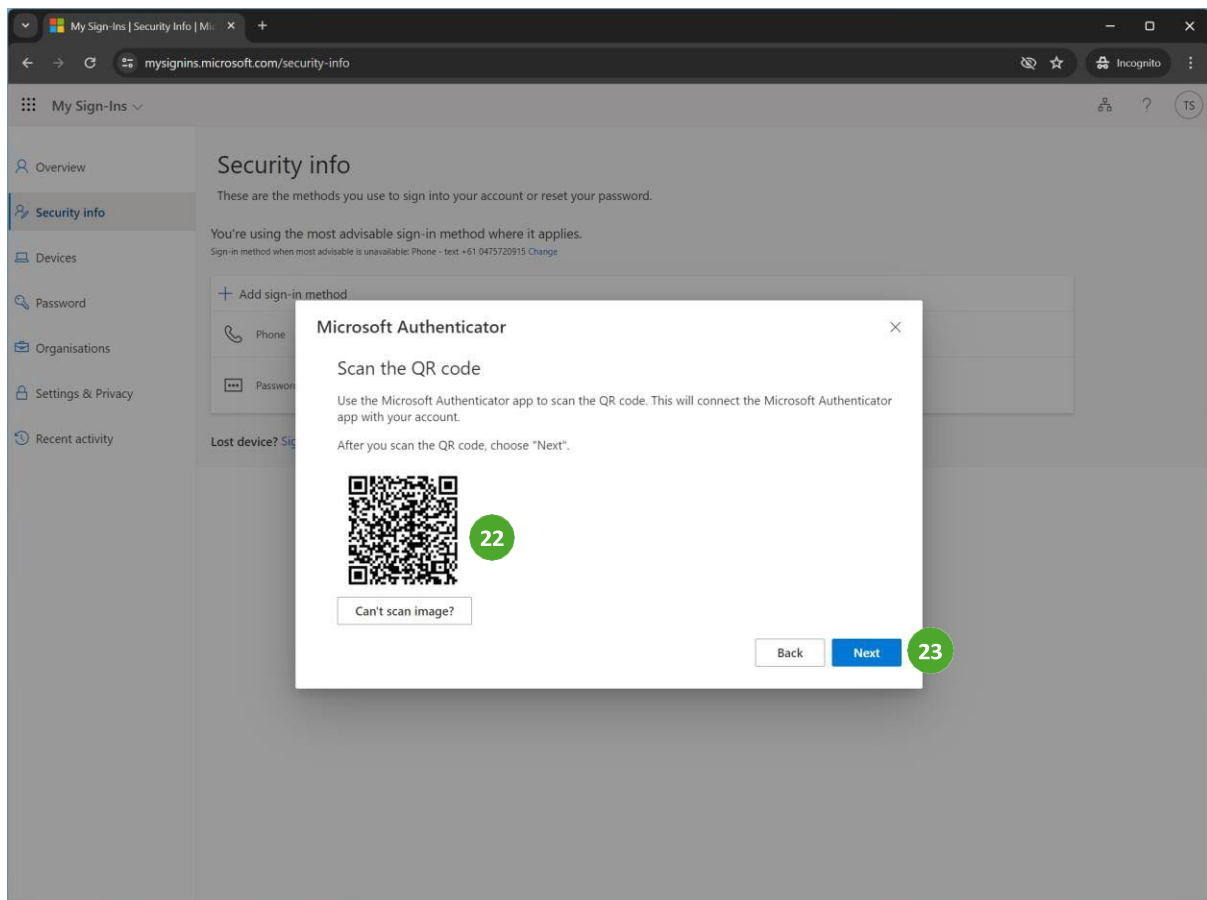 My Sign-Ins | Security Info | Mic
mysignins.microsoft.com/security-info
Incognito
My Sign-Ins
?
TS
Overview
Security info
Devices
Password
Organisations
Settings & Privacy
Recent activity
Security info
These are the methods you use to sign into your account or reset your password.
You're using the most advisable sign-in method where it applies.
Sign-in method when most advisable is unavailable: Phone - text +61 0475720915 Change
Add sign-in method
Phone
Passwor
Lost device? Sig
Microsoft Authenticator
Scan the QR code
Use the Microsoft Authenticator app to scan the QR code. This will connect the Microsoft Authenticator
app with your account.
After you scan the QR code, choose "Next".
22
Can't scan image?
Back
Next
23